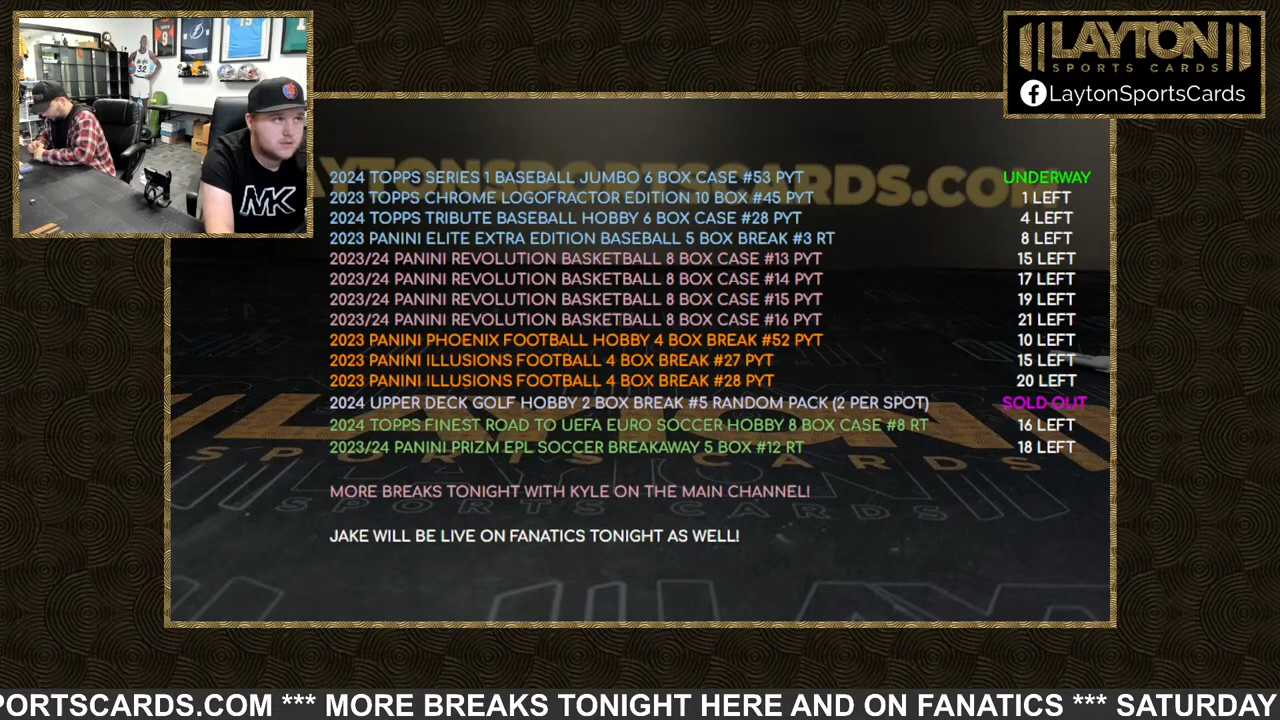 LAYTON
SPORTS CARDS
LaytonSportsCards
MK
32
9
LAYTONSPORTSCARDS.CO
2024 TOPPS SERIES 1 BASEBALL JUMBO 6 BOX CASE #53 PYT UNDERWAY
2023 TOPPS CHROME LOGOFRACTOR EDITION 10 BOX #45 PYT 1 LEFT
2024 TOPPS TRIBUTE BASEBALL HOBBY 6 BOX CASE #28 PYT 4 LEFT
2023 PANINI ELITE EXTRA EDITION BASEBALL 5 BOX BREAK #3 RT 8 LEFT
2023/24 PANINI REVOLUTION BASKETBALL 8 BOX CASE #13 PYT 15 LEFT
2023/24 PANINI REVOLUTION BASKETBALL 8 BOX CASE #14 PYT 17 LEFT
2023/24 PANINI REVOLUTION BASKETBALL 8 BOX CASE #15 PYT 19 LEFT
2023/24 PANINI REVOLUTION BASKETBALL 8 BOX CASE #16 PYT 21 LEFT
2023 PANINI PHOENIX FOOTBALL HOBBY 4 BOX BREAK #52 PYT 10 LEFT
2023 PANINI ILLUSIONS FOOTBALL 4 BOX BREAK #27 PYT 15 LEFT
2023 PANINI ILLUSIONS FOOTBALL 4 BOX BREAK #28 PYT 20 LEFT
2024 UPPER DECK GOLF HOBBY 2 BOX BREAK #5 RANDOM PACK (2 PER SPOT) SOLD OUT
2024 TOPPS FINEST ROAD TO UEFA EURO SOCCER HOBBY 8 BOX CASE #8 RT 16 LEFT
2023/24 PANINI PRIZM EPL SOCCER BREAKAWAY 5 BOX #12 RT 18 LEFT
MORE BREAKS TONIGHT WITH KYLE ON THE MAIN CHANNEL!
JAKE WILL BE LIVE ON FANATICS TONIGHT AS WELL!
PORTSCARDS.COM *** MORE BREAKS TONIGHT HERE AND ON FANATICS *** SATURDAY